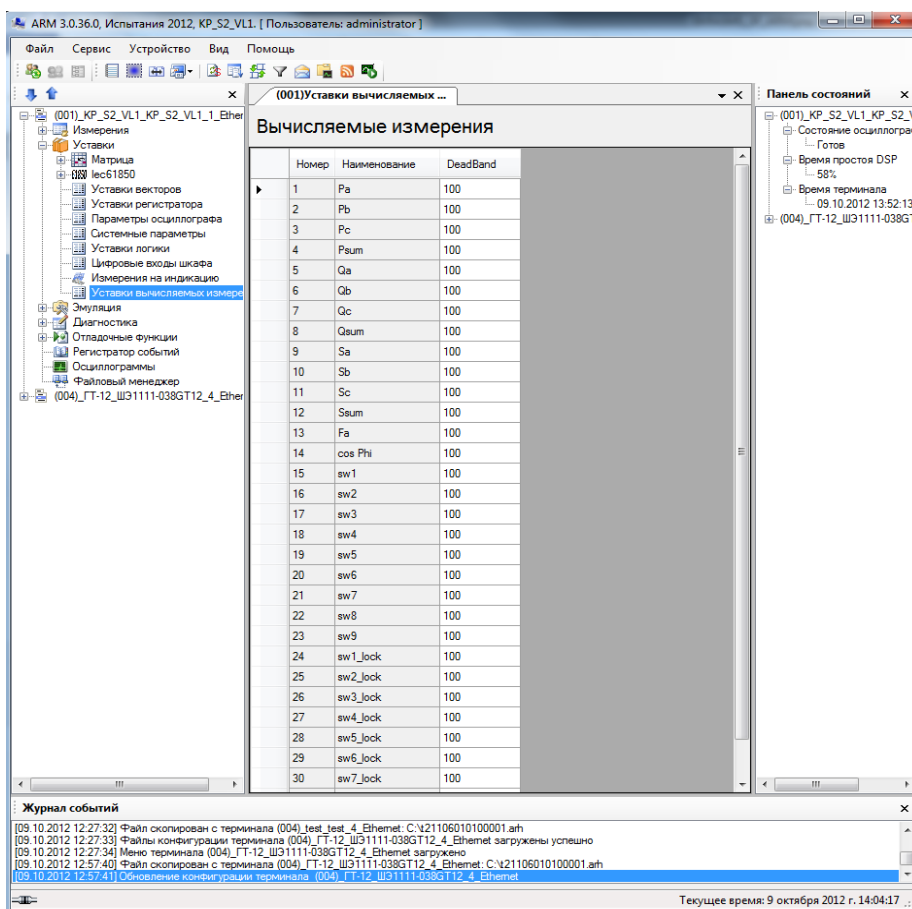 ARM 3.0.36.0, Испытания 2012, KP_S2_VL1. [ Пользователь: administrator ]
Файл Сервис Устройство Вид Помощь
(001)_KP_S2_VL1_KP_S2_VL1_1_Ether
Измерения
Уставки
Матрица
Iec61850
Уставки векторов
Уставки регистратора
Параметры осциллографа
Системные параметры
Уставки логики
Цифровые входы шкафа
Измерения на индикацию
Уставки вычисляемых измере
Эмуляция
Диагностика
Отладочные функции
Регистратор событий
Осциллограммы
Файловый менеджер
(004)_ГТ-12_ШЭ1111-038GT12_4_Ether
(001)Уставки вычисляемых ...
Вычисляемые измерения
Номер Наименование DeadBand
1 Pa 100
2 Pb 100
3 Pc 100
4 Psum 100
5 Qa 100
6 Qb 100
7 Qc 100
8 Qsum 100
9 Sa 100
10 Sb 100
11 Sc 100
12 Ssum 100
13 Fa 100
14 cos Phi 100
15 sw1 100
16 sw2 100
17 sw3 100
18 sw4 100
19 sw5 100
20 sw6 100
21 sw7 100
22 sw8 100
23 sw9 100
24 sw1_lock 100
25 sw2_lock 100
26 sw3_lock 100
27 sw4_lock 100
28 sw5_lock 100
29 sw6_lock 100
30 sw7_lock 100
Панель состояний
(001)_KP_S2_VL1_KP_S2_V
Состояние осциллогра
Готов
Время простоя DSP
58%
Время терминала
09.10.2012 13:52:13
(004)_ГТ-12_ШЭ1111-038G
Журнал событий
[09.10.2012 12:27:32] Файл скопирован с терминала (004)_test_test_4_Ethernet: C:\t21106010100001.arh
[09.10.2012 12:27:33] Файлы конфигурации терминала (004)_ГТ-12_ШЭ1111-038GT12_4_Ethernet загружены успешно
[09.10.2012 12:27:34] Меню терминала (004)_ГТ-12_ШЭ1111-038GT12_4_Ethernet загружено
[09.10.2012 12:57:40] Файл скопирован с терминала (004)_ГТ-12_ШЭ1111-038GT12_4_Ethernet: C:\t21106010100001.arh
[09.10.2012 12:57:41] Обновление конфигурации терминала (004)_ГТ-12_ШЭ1111-038GT12_4_Ethernet
Текущее время: 9 октября 2012 г. 14:04:17